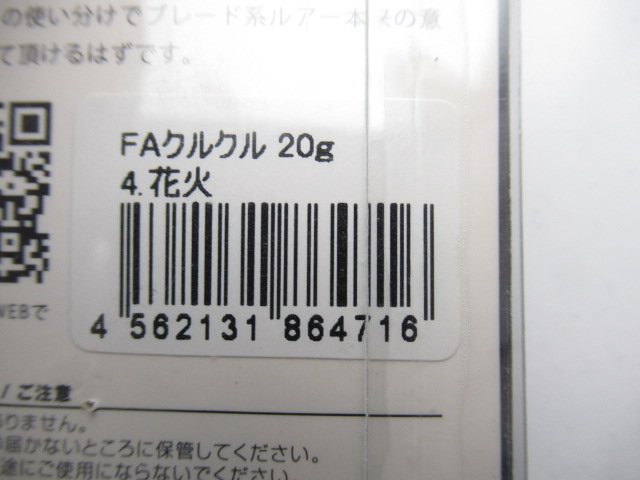 の使い分けでブレード系ルアー本来の意
て頂けるはずです。
FAクルクル 20g
4. 花火
4 562131 864716
WEBで
/ ご注意
ありません。
の届かないところに保管してください。
途にご使用にならないでください。